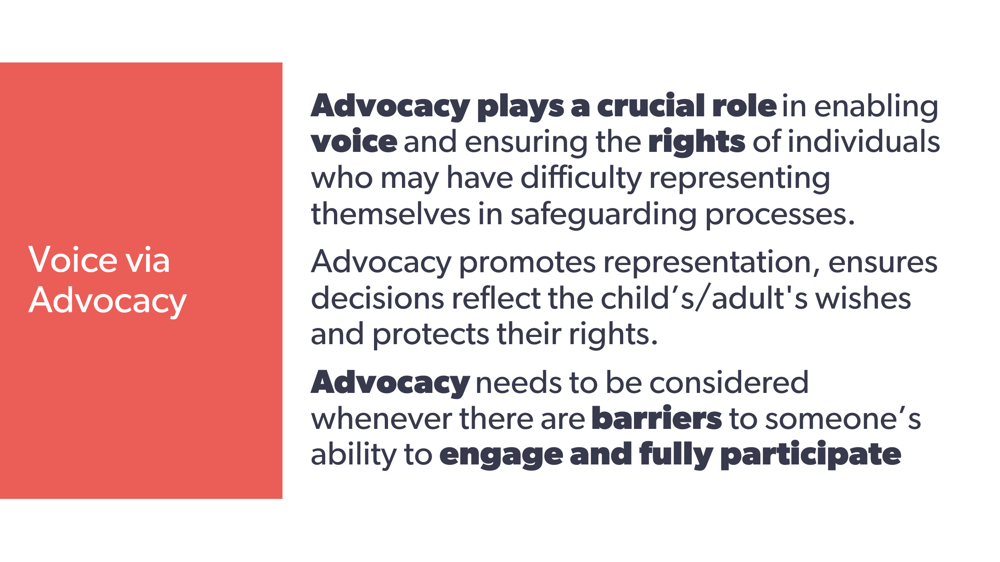 Voice via
Advocacy
Advocacy plays a crucial role in enabling
voice and ensuring the rights of individuals
who may have difficulty representing
themselves in safeguarding processes.
Advocacy promotes representation, ensures
decisions reflect the child‘s/adult's wishes
and protects their rights.
Advocacy needs to be considered
whenever there are barriers to someone’s
ability to engage and fully participate